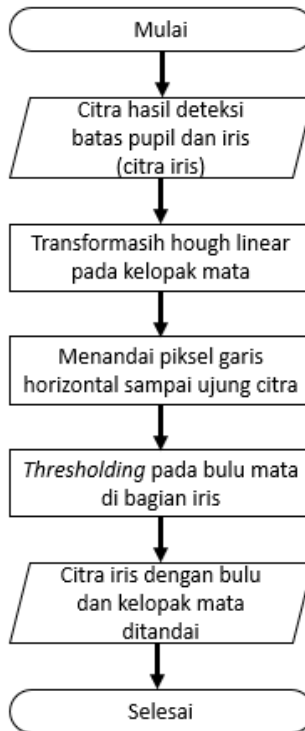 Mulai
Citra hasil deteksi
batas pupil dan iris
(citra iris)
Transformasih hough linear
pada kelopak mata
Menandai piksel garis
horizontal sampai ujung citra
Thresholding pada bulu mata
di bagian iris
Citra iris dengan bulu
dan kelopak mata
ditandai
Selesai